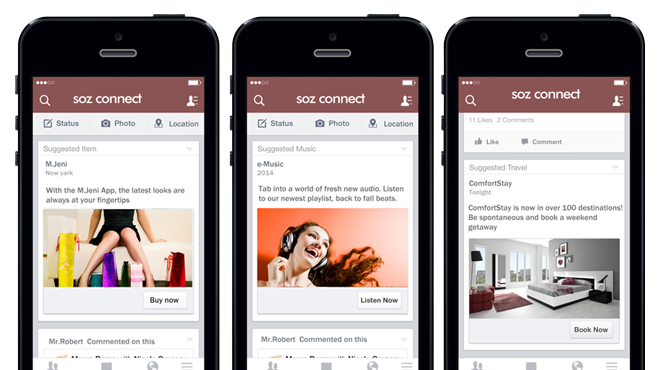 soz connect
Status
Photo
Location
Suggested Item
M.Jeni
New yark
With the M.Jeni App, the latest looks are
always at your fingertips
Buy now
Mr.Robert Commented on this
soz connect
Status
Photo
Location
Suggested Music
e-Music
2014
Tab into a world of fresh new audio. Listen
to our newest playlist, back to fall beats.
Listen Now
Mr.Robert Commented on this
soz connect
11 Likes 2 Comments
Like
Comment
Suggested Travel
ComfortStay
Tonight
ComfortStay is now in over 100 destinations!
Be spontaneous and book a weekend
getaway
Book Now